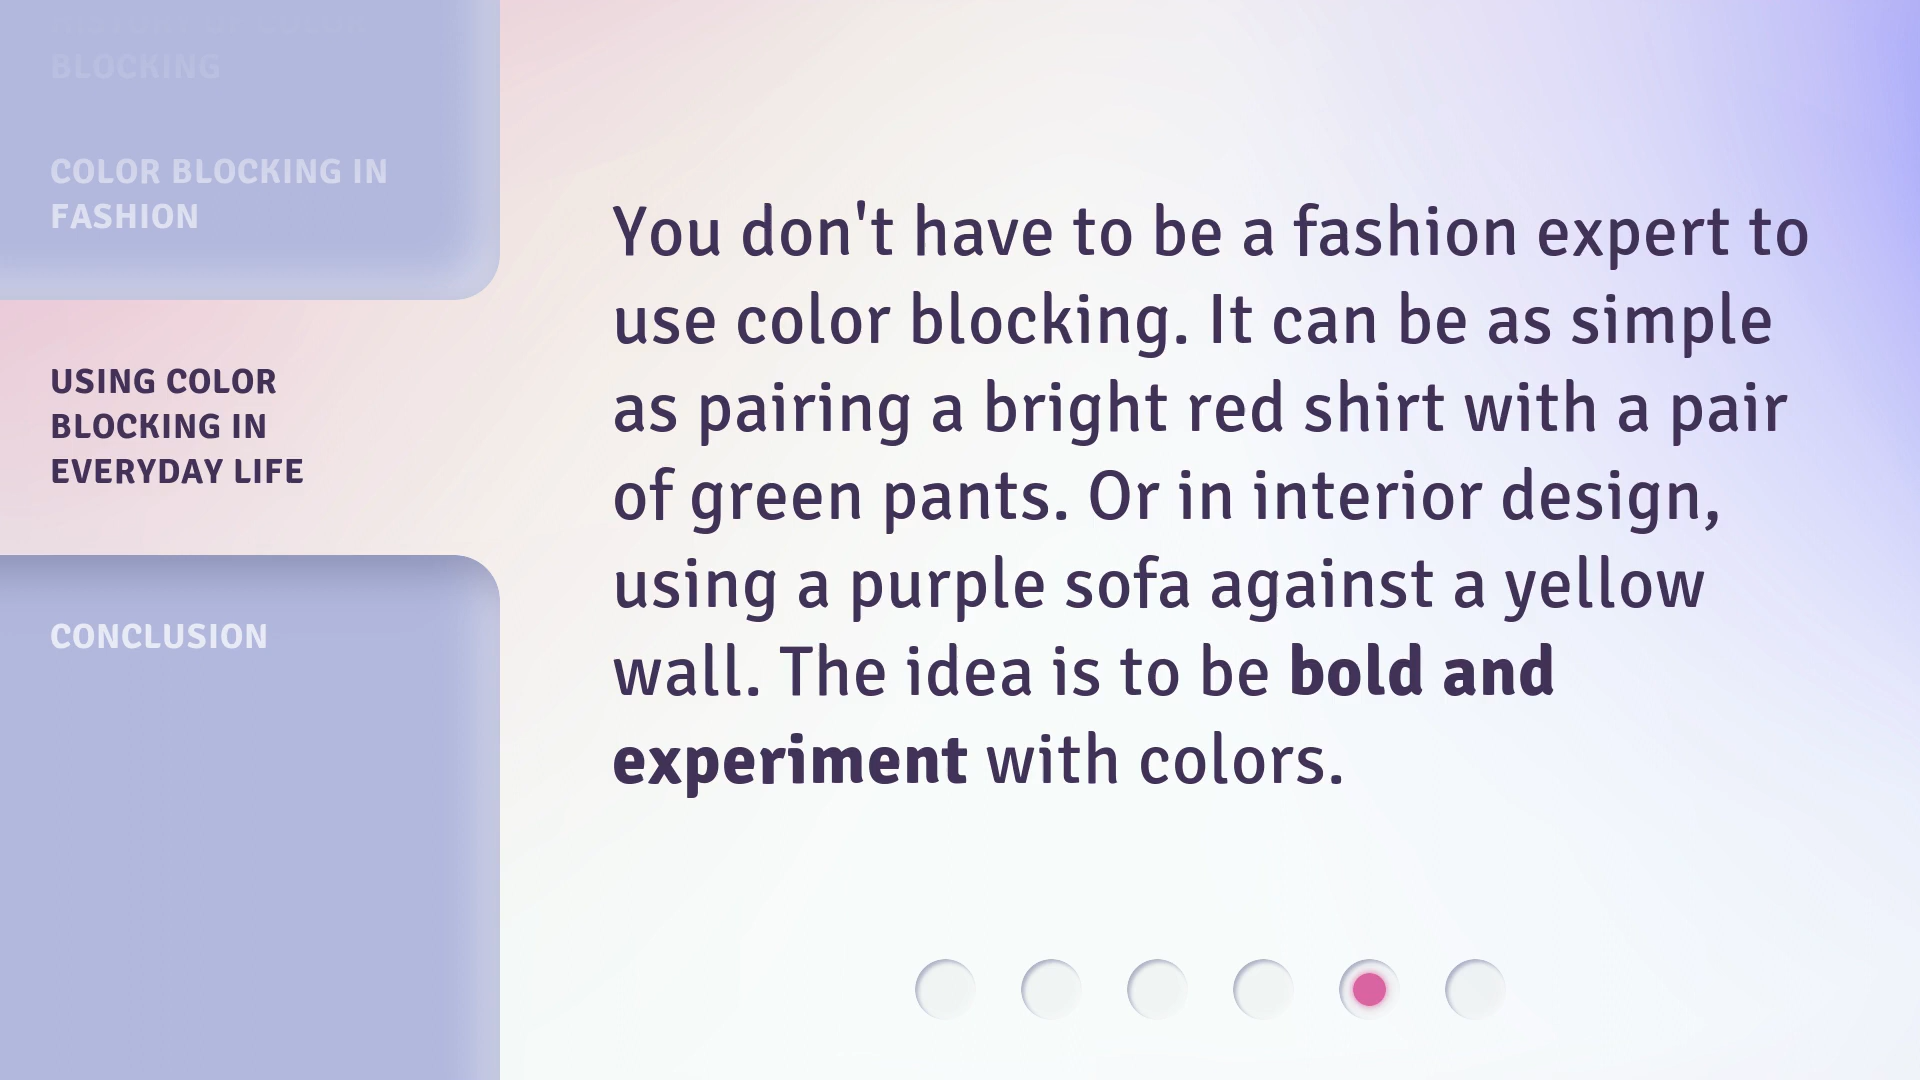 HISTORY OF COLOR
BLOCKING
COLOR BLOCKING IN
FASHION
USING COLOR
BLOCKING IN
EVERYDAY LIFE
CONCLUSION
You don't have to be a fashion expert to
use color blocking. It can be as simple
as pairing a bright red shirt with a pair
of green pants. Or in interior design,
using a purple sofa against a yellow
wall. The idea is to be bold and
experiment with colors.